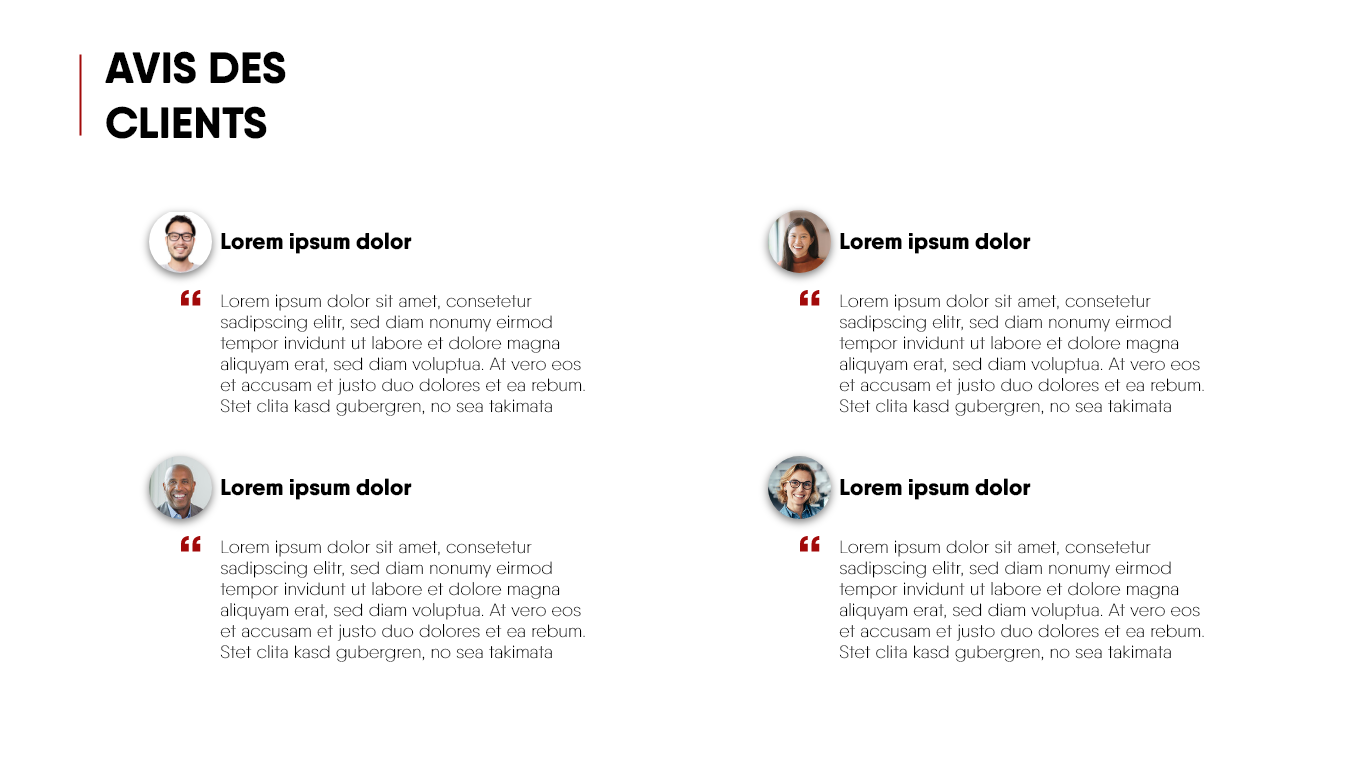 AVIS DES
CLIENTS
Lorem ipsum dolor
“ Lorem ipsum dolor sit amet, consetetur
sadipscing elitr, sed diam nonumy eirmod
tempor invidunt ut labore et dolore magna
aliquyam erat, sed diam voluptua. At vero eos
et accusam et justo duo dolores et ea rebum.
Stet clita kasd gubergren, no sea takimata
Lorem ipsum dolor
“ Lorem ipsum dolor sit amet, consetetur
sadipscing elitr, sed diam nonumy eirmod
tempor invidunt ut labore et dolore magna
aliquyam erat, sed diam voluptua. At vero eos
et accusam et justo duo dolores et ea rebum.
Stet clita kasd gubergren, no sea takimata
Lorem ipsum dolor
“ Lorem ipsum dolor sit amet, consetetur
sadipscing elitr, sed diam nonumy eirmod
tempor invidunt ut labore et dolore magna
aliquyam erat, sed diam voluptua. At vero eos
et accusam et justo duo dolores et ea rebum.
Stet clita kasd gubergren, no sea takimata
Lorem ipsum dolor
“ Lorem ipsum dolor sit amet, consetetur
sadipscing elitr, sed diam nonumy eirmod
tempor invidunt ut labore et dolore magna
aliquyam erat, sed diam voluptua. At vero eos
et accusam et justo duo dolores et ea rebum.
Stet clita kasd gubergren, no sea takimata